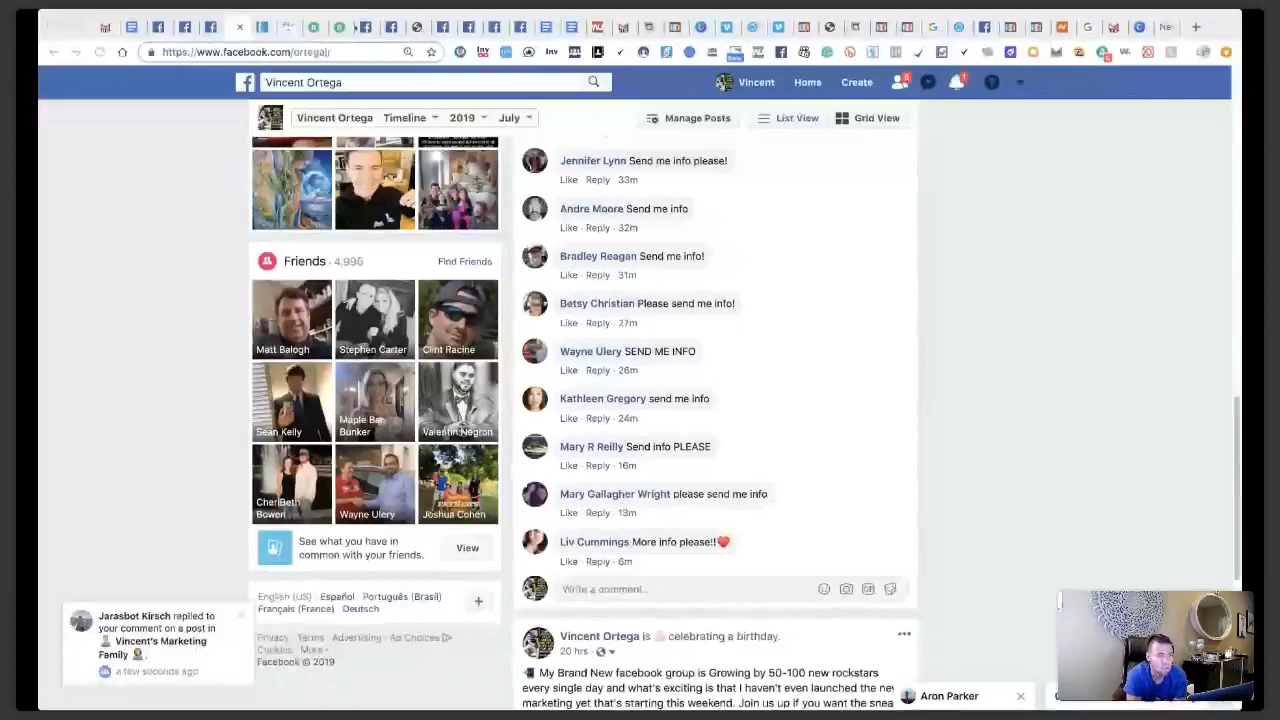 Inv
Inv
Ne
https://www.facebook.com/ortegajr
Vincent Ortega
Vincent
Home
Create
8
1
Vincent Ortega
Timeline
2019
July
Manage Posts
List View
Grid View
Jennifer Lynn Send me info please!
Like · Reply · 33m
Andre Moore Send me info
Like · Reply · 32m
Bradley Reagan Send me info!
Like · Reply · 31m
Betsy Christian Please send me info!
Like · Reply · 27m
Wayne Ulery SEND ME INFO
Like · Reply · 26m
Kathleen Gregory send me info
Like · Reply · 24m
Mary R Reilly Send info PLEASE
Like · Reply · 16m
Mary Gallagher Wright please send me info
Like · Reply · 13m
Liv Cummings More info please!!❤️
Like · Reply · 6m
Write a comment...
Friends · 4,995
Find Friends
Matt Balogh
Stephen Carter
Clint Racine
Sean Kelly
Maple Bar
Bunker
Valentin Negron
CheriBeth
Bowen
Wayne Ulery
Joshua Cohen
See what you have in
common with your friends.
View
English (US) · Español · Português (Brasil) ·
Français (France) · Deutsch
Privacy · Terms · Advertising · Ad Choices
Cookies · More
Facebook © 2019
Jarasbot Kirsch replied to
your comment on a post in
Vincent's Marketing
Family
a few seconds ago
Vincent Ortega is celebrating a birthday.
20 hrs ·
My Brand New facebook group is Growing by 50-100 new rockstars
every single day and what's exciting is that I haven't even launched the
marketing yet that's starting this weekend. Join us up if you want the
Aron Parker